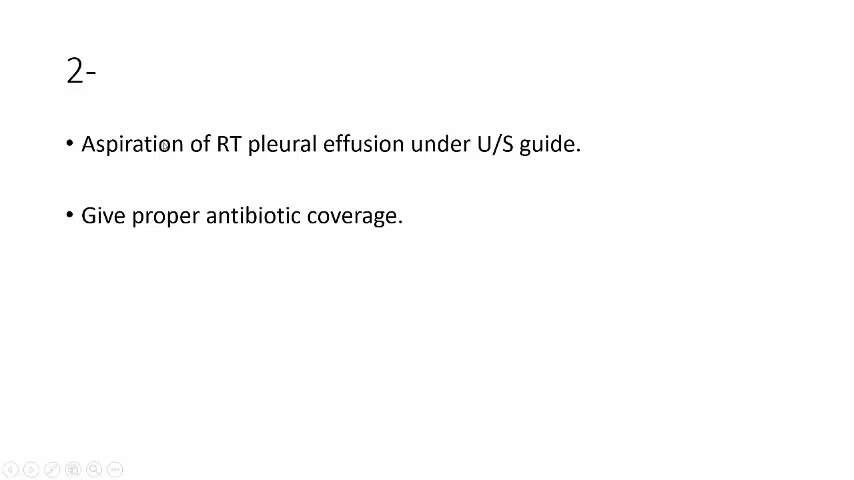 2-
• Aspiration of RT pleural effusion under U/S guide.
• Give proper antibiotic coverage.